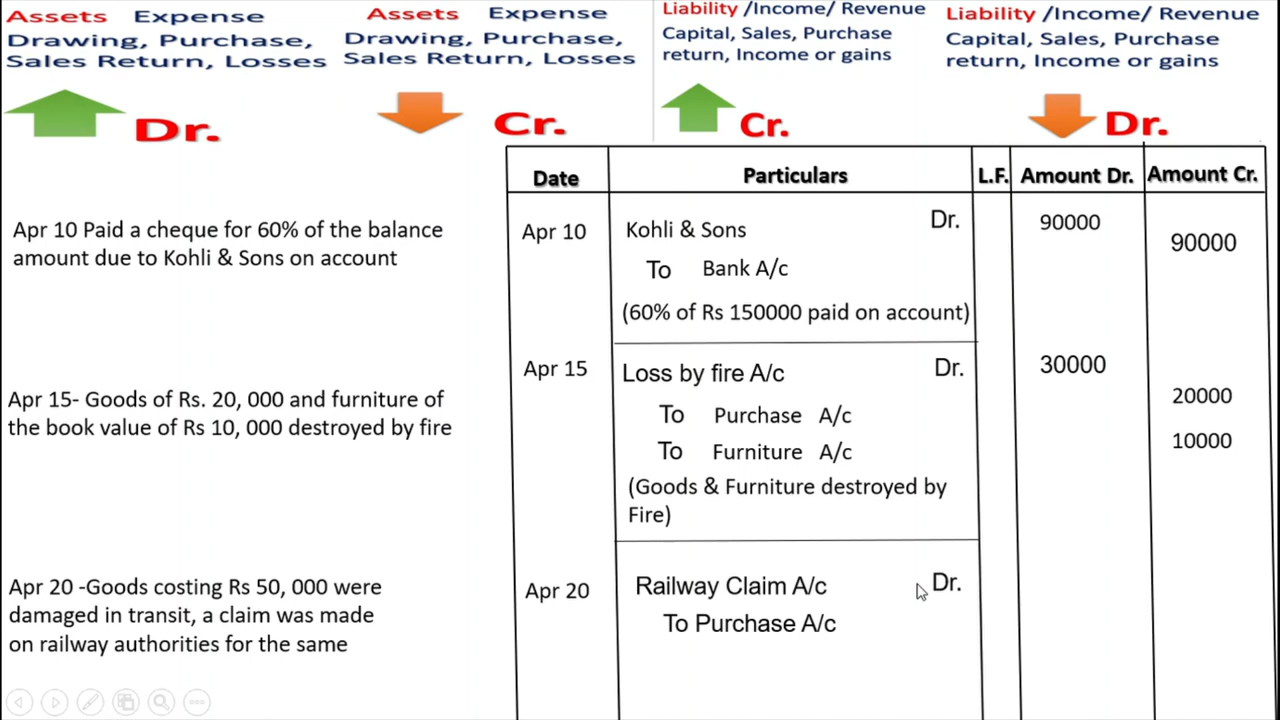 Assets Expense
Drawing, Purchase,
Sales Return, Losses
Dr.
Assets Expense
Drawing, Purchase,
Sales Return, Losses
Cr.
Liability /Income/ Revenue
Capital, Sales, Purchase
return, Income or gains
Cr.
Liability /Income/ Revenue
Capital, Sales, Purchase
return, Income or gains
Dr.
Date Particulars L.F. Amount Dr. Amount Cr.
Apr 10 Paid a cheque for 60% of the balance
amount due to Kohli & Sons on account
Apr 10 Kohli & Sons Dr. 90000
To Bank A/c 90000
(60% of Rs 150000 paid on account)
Apr 15- Goods of Rs. 20, 000 and furniture of
the book value of Rs 10, 000 destroyed by fire
Apr 15 Loss by fire A/c Dr. 30000
To Purchase A/c 20000
To Furniture A/c 10000
(Goods & Furniture destroyed by
Fire)
Apr 20 -Goods costing Rs 50, 000 were
damaged in transit, a claim was made
on railway authorities for the same
Apr 20 Railway Claim A/c Dr.
To Purchase A/c